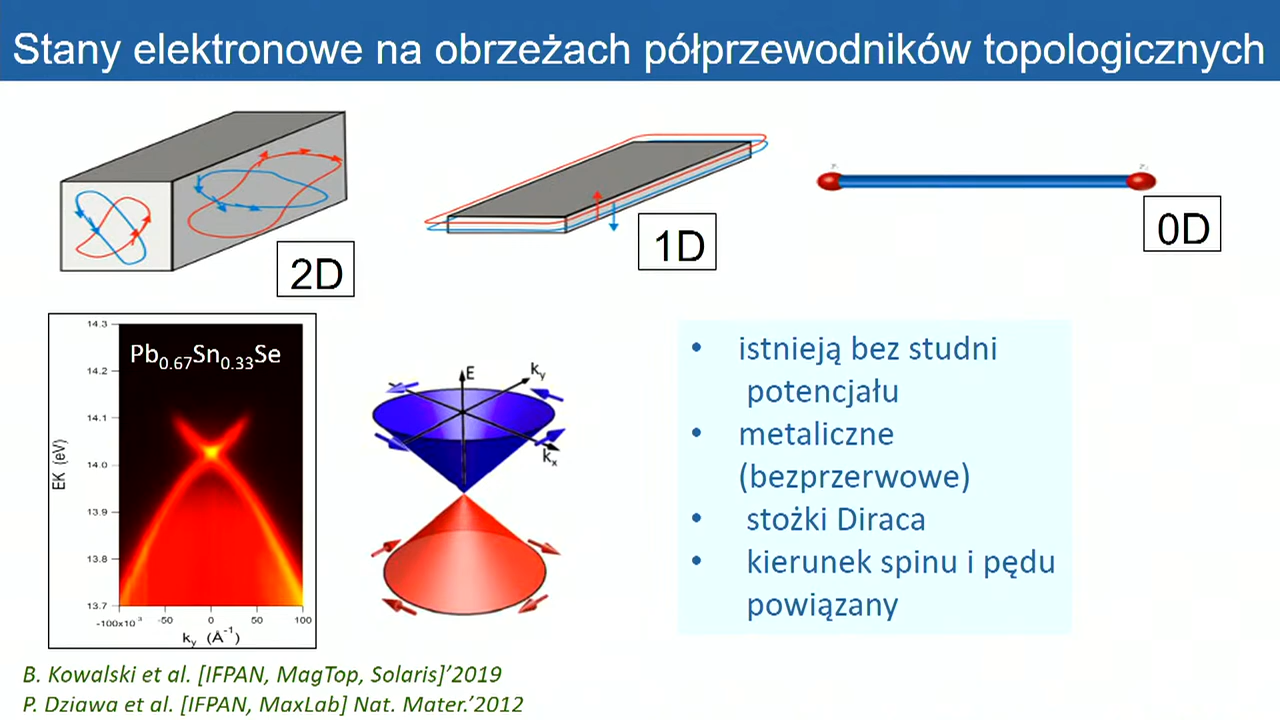 Stany elektronowe na obrzeżach półprzewodników topologicznych
2D
1D
0D
14.3
14.2
14.1
14.0
13.9
13.8
13.7
EK (eV)
Pb0.67Sn0.33Se
-100x10-3 -50 0 50 100
ky (Å-1)
E
ky
kx
• istnieją bez studni
potencjału
• metaliczne
(bezprzerwowe)
• stożki Diraca
• kierunek spinu i pędu
powiązany
B. Kowalski et al. [IFPAN, MagTop, Solaris]’2019
P. Dziawa et al. [IFPAN, MaxLab] Nat. Mater.’2012